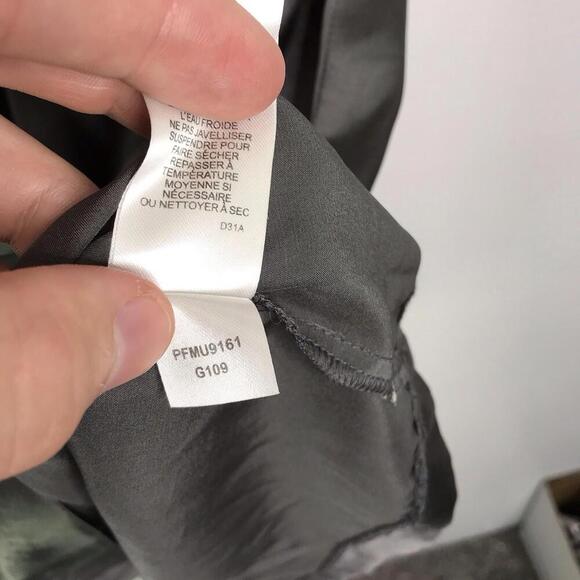 L'EAU FROIDE
NE PAS JAVELLISER
SUSPENDRE POUR
FAIRE SÉCHER
REPASSER À
TEMPÉRATURE
MOYENNE SI
NÉCESSAIRE
OU NETTOYER À SEC
D31A
PFMU9161
G109